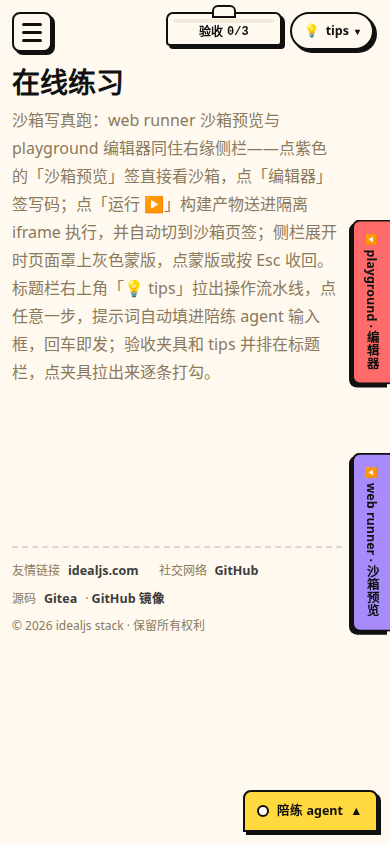 验收 0/3
💡 tips ▾
在线练习
沙箱写真跑：web runner 沙箱预览与
playground 编辑器同住右缘侧栏——点紫色
的「沙箱预览」签直接看沙箱，点「编辑器」
签写码；点「运行 ▶️」构建产物送进隔离
iframe 执行，并自动切到沙箱页签；侧栏展开
时页面罩上灰色蒙版，点蒙版或按 Esc 收回。
标题栏右上角「💡 tips」拉出操作流水线，点
任意一步，提示词自动填进陪练 agent 输入
框，回车即发；验收夹具和 tips 并排在标题
栏，点夹具拉出来逐条打勾。
◀️ playground · 编辑器
◀️ web runner · 沙箱预览
友情链接 idealjs.com 社交网络 GitHub
源码 Gitea · GitHub 镜像
© 2026 idealjs stack · 保留所有权利
陪练 agent ▲